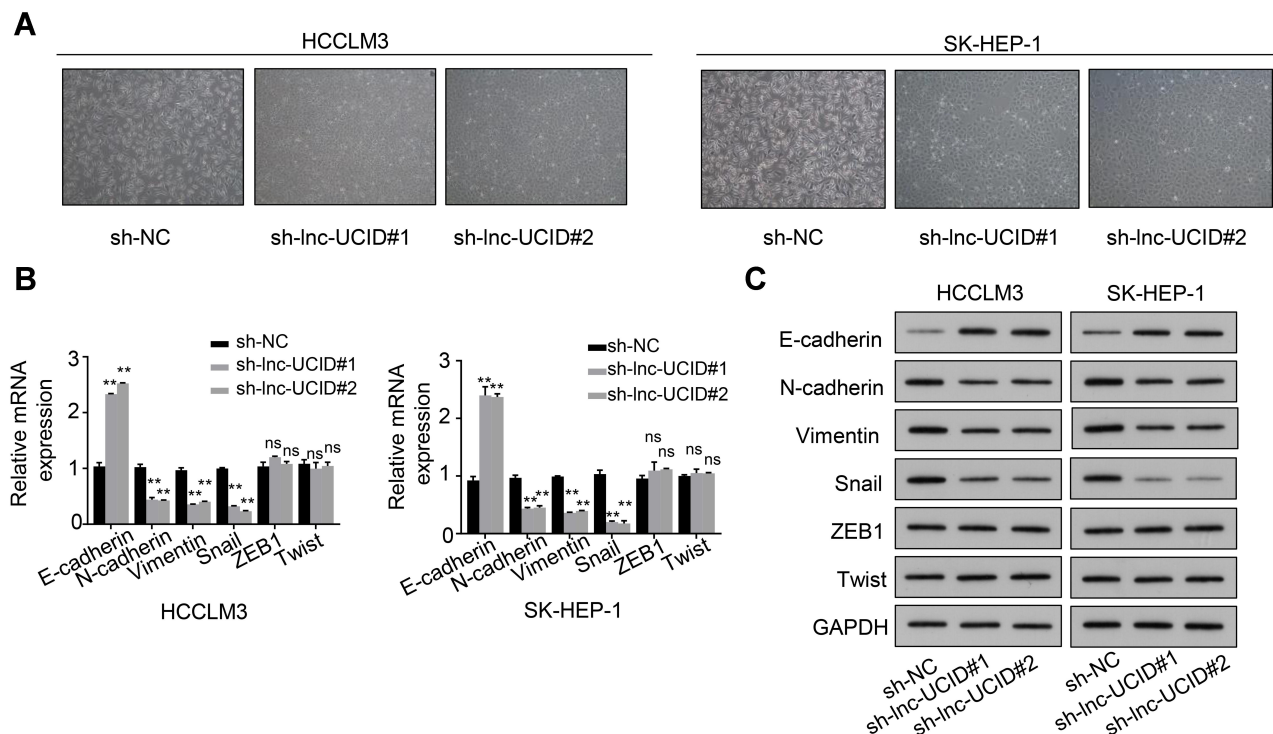 A
HCCLM3
SK-HEP-1
sh-NC
sh-lnc-UCID#1
sh-lnc-UCID#2
sh-NC
sh-lnc-UCID#1
sh-lnc-UCID#2
B
Relative mRNA
expression
3
2
1
0
sh-NC
sh-lnc-UCID#1
sh-lnc-UCID#2
** **
** **
** **
** **
ns ns
ns ns
E-cadherin
N-cadherin
Vimentin
Snail
ZEB1
Twist
HCCLM3
Relative mRNA
expression
3
2
1
0
sh-NC
sh-lnc-UCID#1
sh-lnc-UCID#2
** **
** **
** **
** **
ns
ns ns
E-cadherin
N-cadherin
Vimentin
Snail
ZEB1
Twist
SK-HEP-1
C
HCCLM3
SK-HEP-1
E-cadherin
N-cadherin
Vimentin
Snail
ZEB1
Twist
GAPDH
sh-NC
sh-lnc-UCID#1
sh-lnc-UCID#2
sh-NC
sh-lnc-UCID#1
sh-lnc-UCID#2